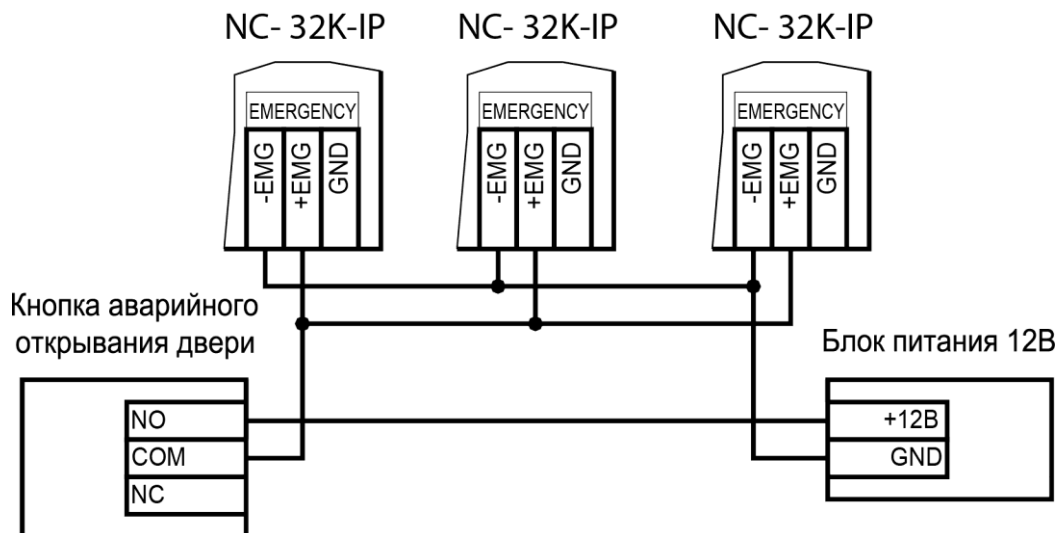 NC- 32K-IP NC- 32K-IP NC- 32K-IP
EMERGENCY EMERGENCY EMERGENCY
-EMG +EMG GND -EMG +EMG GND -EMG +EMG GND
Кнопка аварийного
открывания двери
Блок питания 12В
NO
COM
NC
+12В
GND